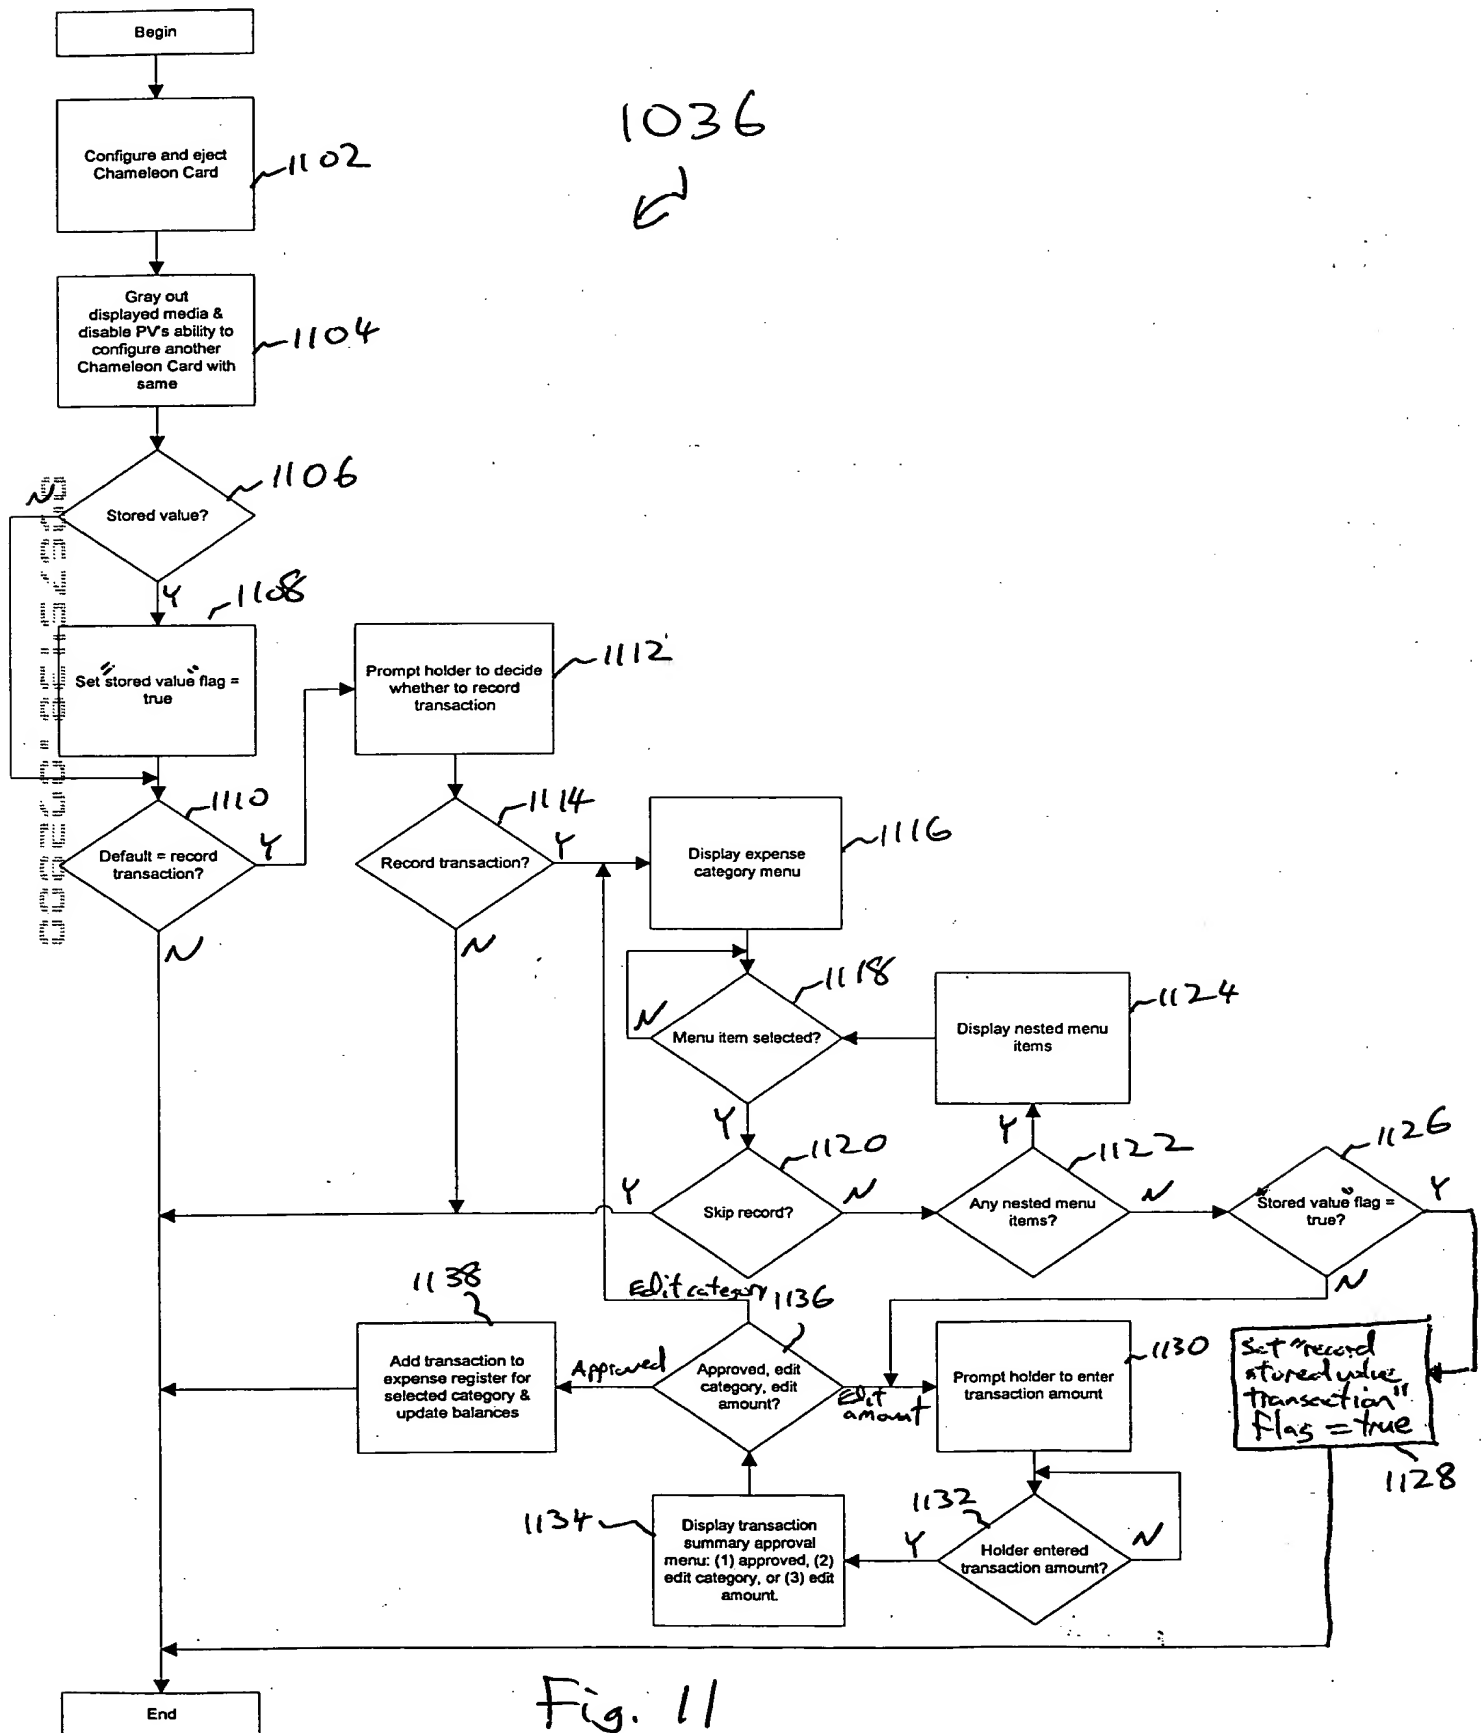 Begin
1036
Configure and eject
Chameleon Card
1102
Gray out
displayed media &
disable PV's ability to
configure another
Chameleon Card with
same
1104
1106
N
Stored value?
Y
1108
Set "stored value" flag =
true
Prompt holder to decide
whether to record
transaction
1112
1110
Default = record
transaction?
Y
N
1114
Record transaction?
Y
N
Display expense
category menu
1116
1118
N
Menu item selected?
Y
Display nested menu
items
1124
1120
Y
Skip record?
N
1122
Y
Any nested menu
items?
N
1126
"Stored value" flag =
true?
Y
N
1138
Add transaction to
expense register for
selected category &
update balances
Edit category
1136
Approved
Approved, edit
category, edit
amount?
Edit
amount
Prompt holder to enter
transaction amount
1130
Set "record
stored value
transaction"
flag = true
1128
1134
Display transaction
summary approval
menu: (1) approved, (2)
edit category, or (3) edit
amount.
1132
Y
Holder entered
transaction amount?
N
End
Fig. 11